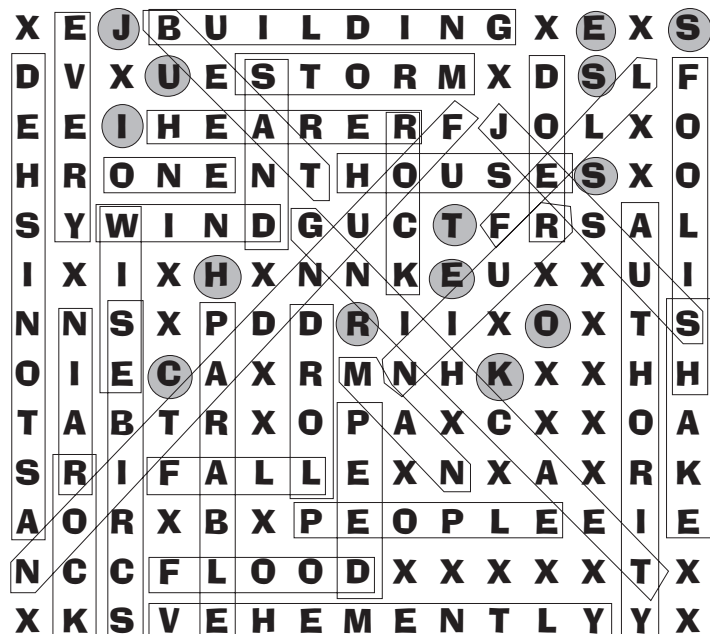 X E J B U I L D I N G X E X S
D V X U E S T O R M X D S L F
E E I H E A R E R F J O L X O
H R O N E N T H O U S E S X O
S Y W I N D G U C T F R S A L
I X I X H X N N K E U X X U I
N N S X P D D R I I X O X T S
O I E C A X R M N H K X X H H
T A B T R X O P A X C X X O A
S R I F A L L E X N X A X R K
A O R X B X P E O P L E E I E
N C C F L O O D X X X X X T X
X K S V E H E M E N T L Y Y X